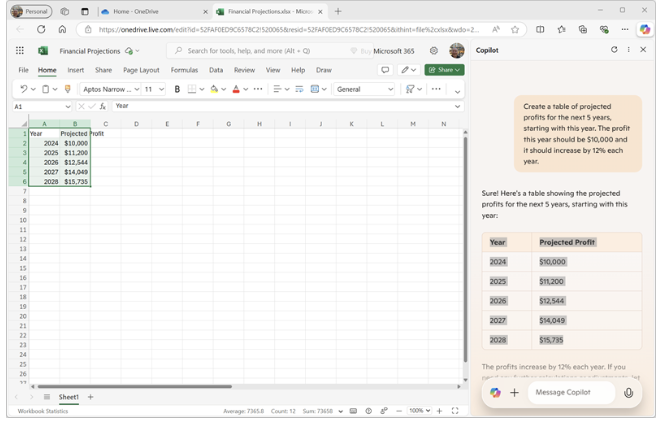 Personal
Home - OneDrive
Financial Projections.xlsx - Micros
https://onedrive.live.com/edit?id=52FAF0ED9C6578C2!520065&resid=52FAF0ED9C6578C2!520065&ithint=file%2cxlsx&wdo=2...
Copilot
Financial Projections
Search for tools, help, and more (Alt + Q)
Buy Microsoft 365
File Home Insert Share Page Layout Formulas Data Review View Help Draw
Share
Aptos Narrow ... 11 B A General
A1 fx Year
A B C D E F G H I J K L M N
1 Year Projected Profit
2 2024 $10,000
3 2025 $11,200
4 2026 $12,544
5 2027 $14,049
6 2028 $15,735
7
8
9
10
11
12
13
14
15
16
17
18
19
20
21
22
23
24
25
26
Sheet1
Workbook Statistics Average: 7365.8 Count: 12 Sum: 73658 100%
Create a table of projected
profits for the next 5 years,
starting with this year. The profit
this year should be $10,000 and
it should increase by 12% each
year.
Sure! Here's a table showing the projected
profits for the next 5 years, starting with this
year:
Year Projected Profit
2024 $10,000
2025 $11,200
2026 $12,544
2027 $14,049
2028 $15,735
The profits increase by 12% each year. If you
Message Copilot